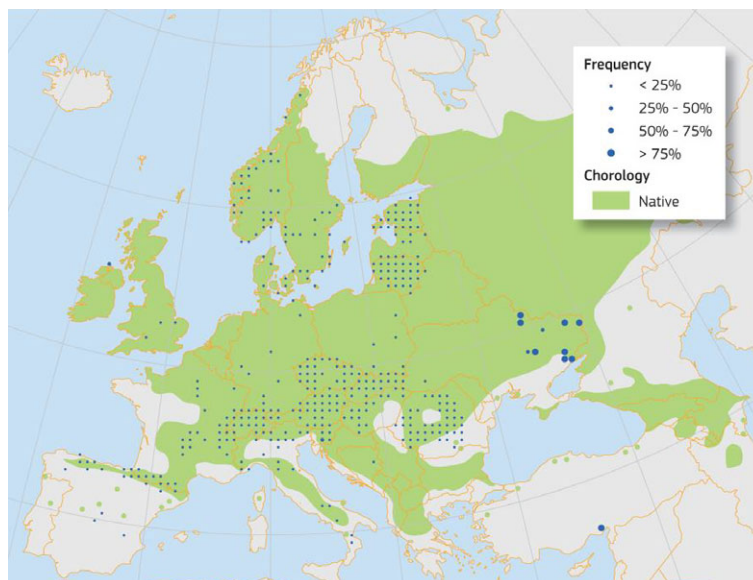 Frequency
< 25%
25% - 50%
50% - 75%
> 75%
Chorology
Native